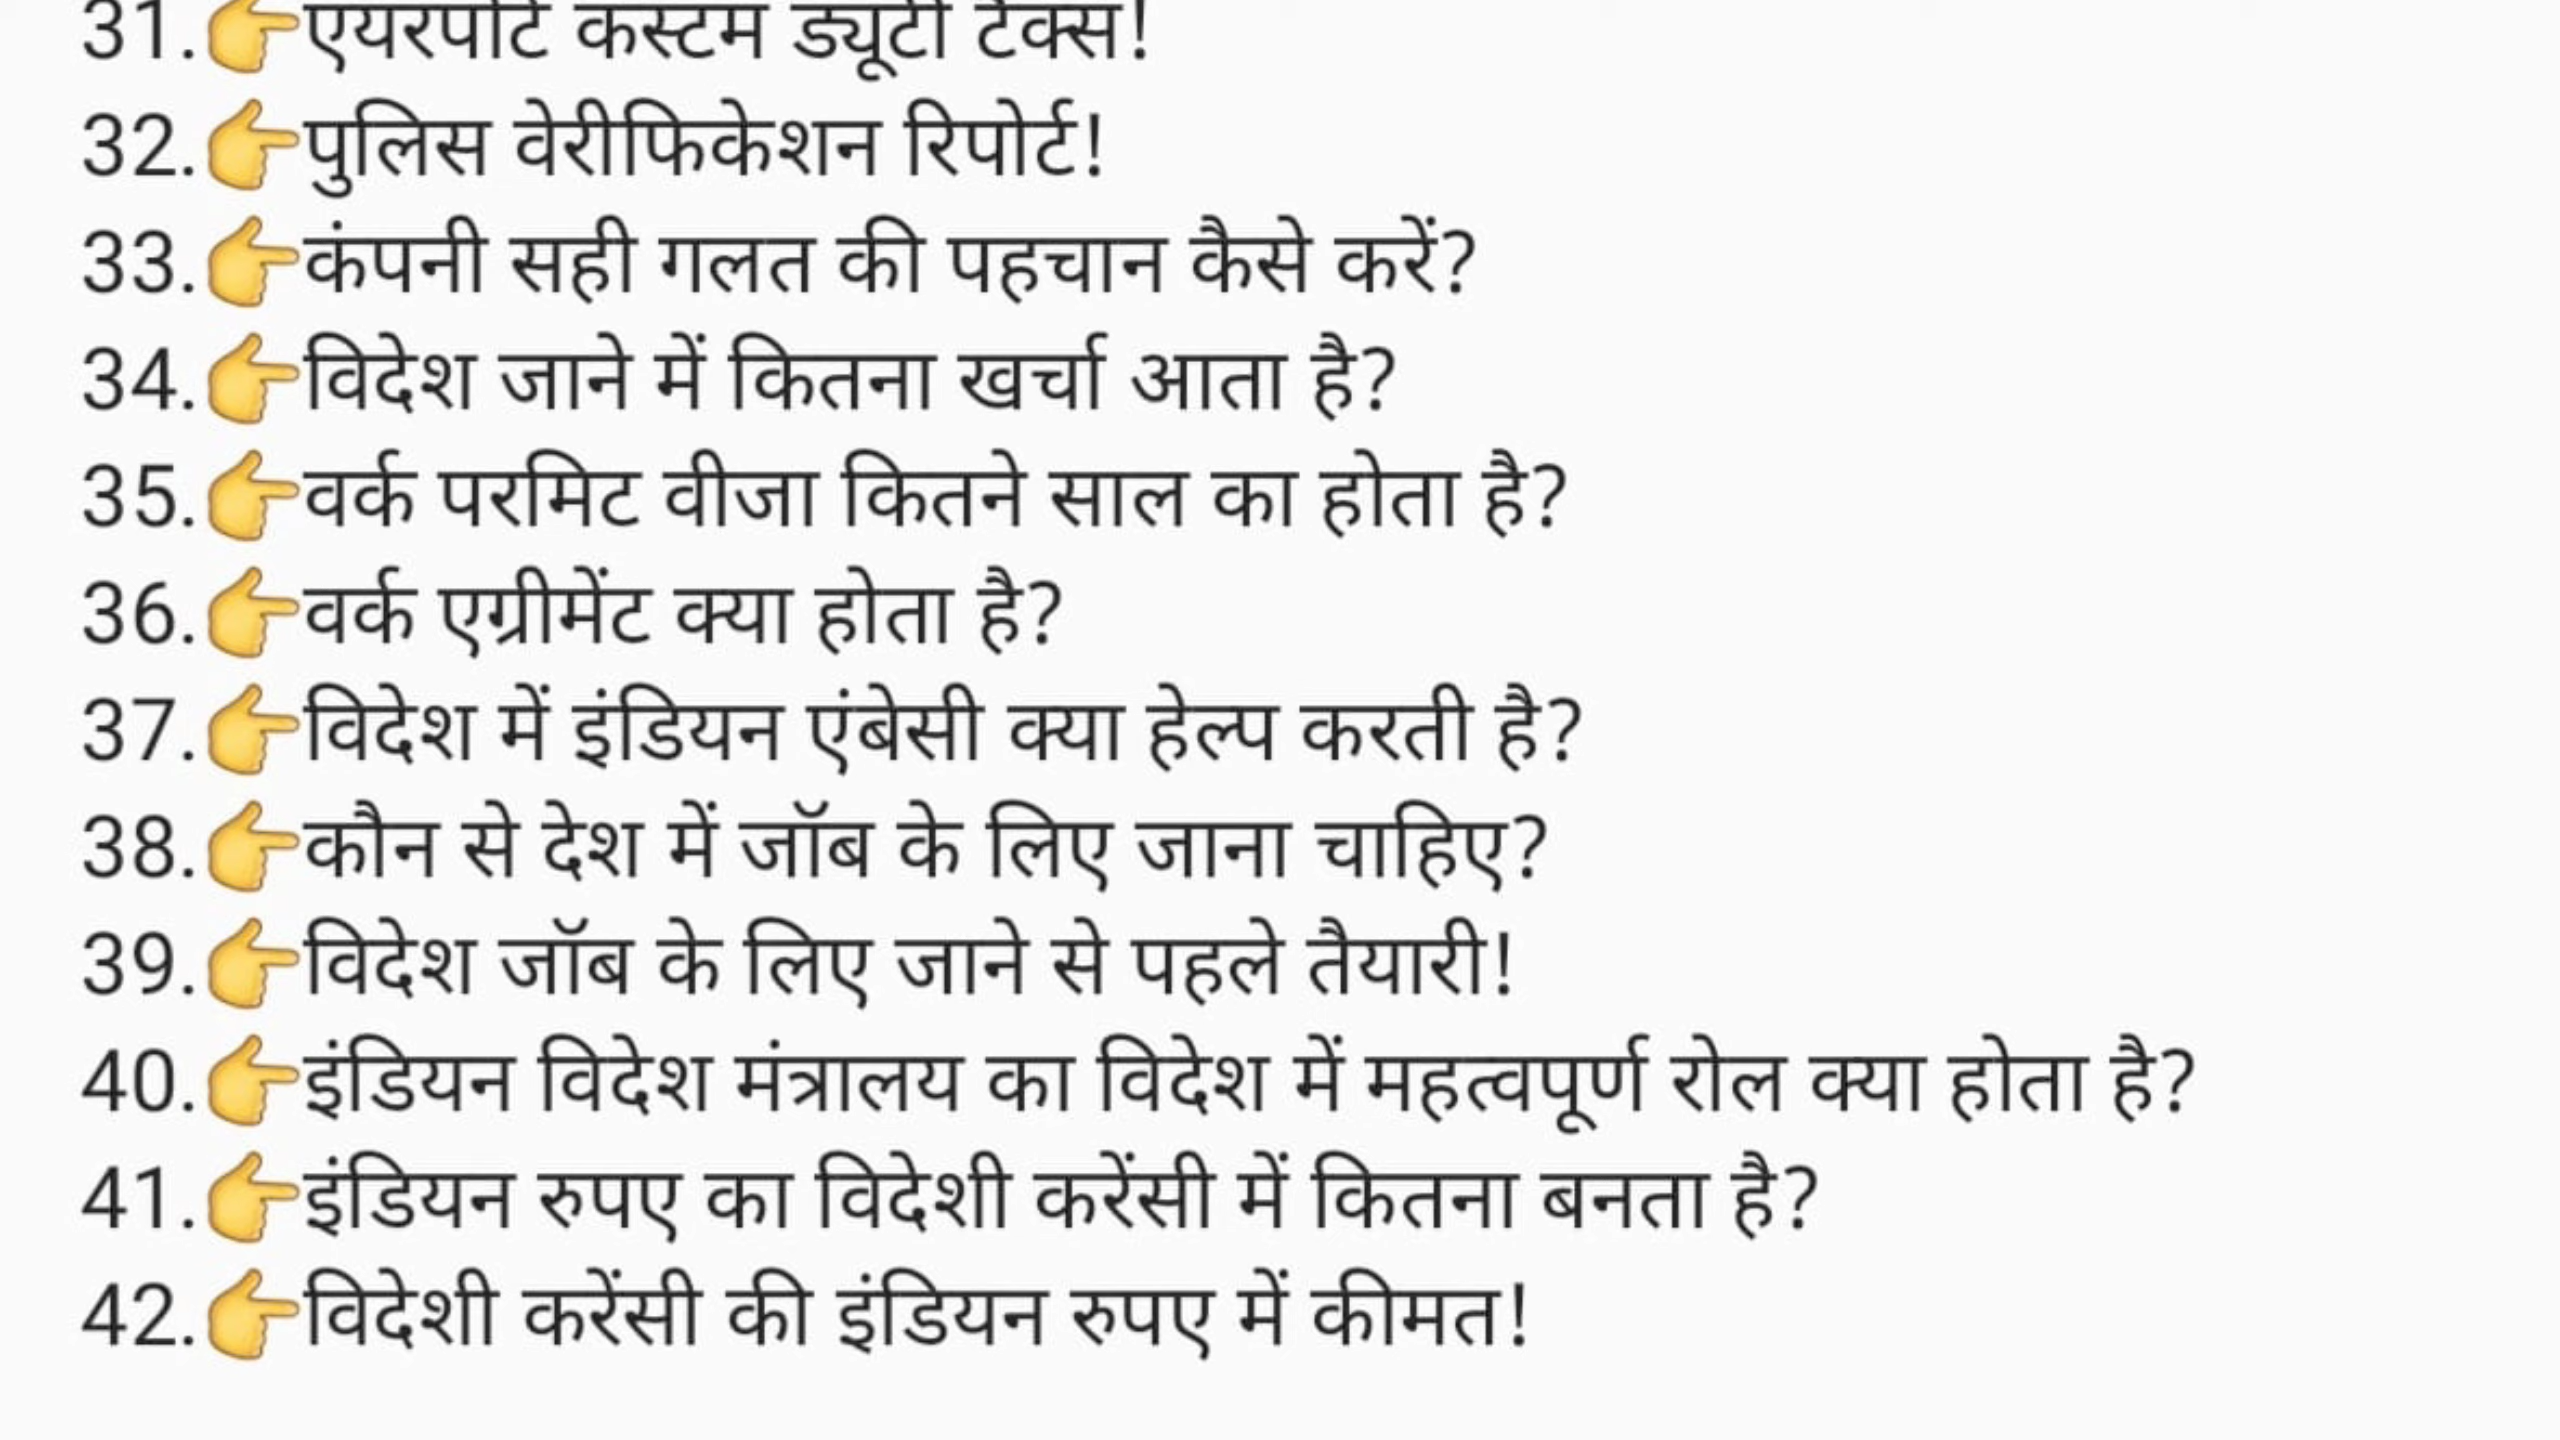 31.👉एयरपोर्ट कस्टम ड्यूटी टैक्स!
32.👉पुलिस वेरीफिकेशन रिपोर्ट!
33.👉कंपनी सही गलत की पहचान कैसे करें?
34.👉विदेश जाने में कितना खर्चा आता है?
35.👉वर्क परमिट वीजा कितने साल का होता है?
36.👉वर्क एग्रीमेंट क्या होता है?
37.👉विदेश में इंडियन एंबेसी क्या हेल्प करती है?
38.👉कौन से देश में जॉब के लिए जाना चाहिए?
39.👉विदेश जॉब के लिए जाने से पहले तैयारी!
40.👉इंडियन विदेश मंत्रालय का विदेश में महत्वपूर्ण रोल क्या होता है?
41.👉इंडियन रुपए का विदेशी करेंसी में कितना बनता है?
42.👉विदेशी करेंसी की इंडियन रुपए में कीमत!